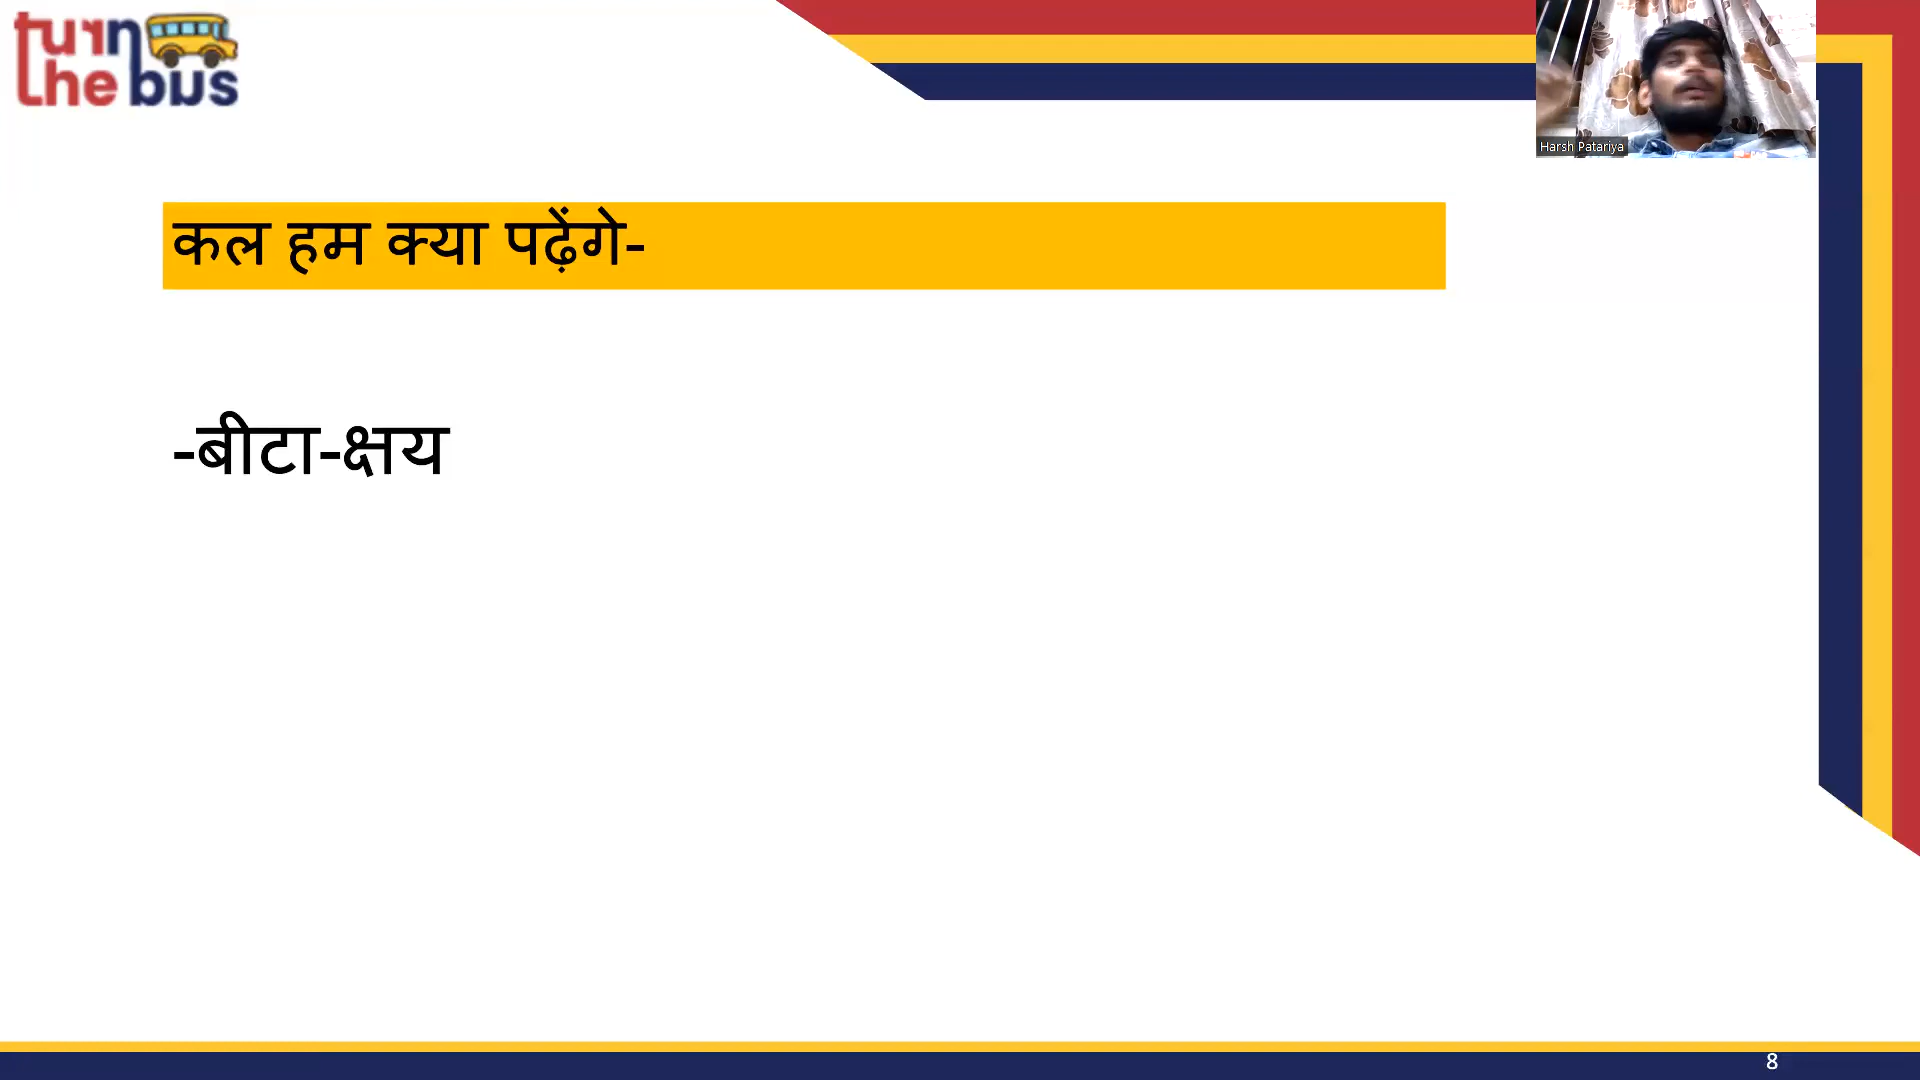 turn
the bus
Harsh Patariya
कल हम क्या पढ़ेंगे-
-बीटा-क्षय
8